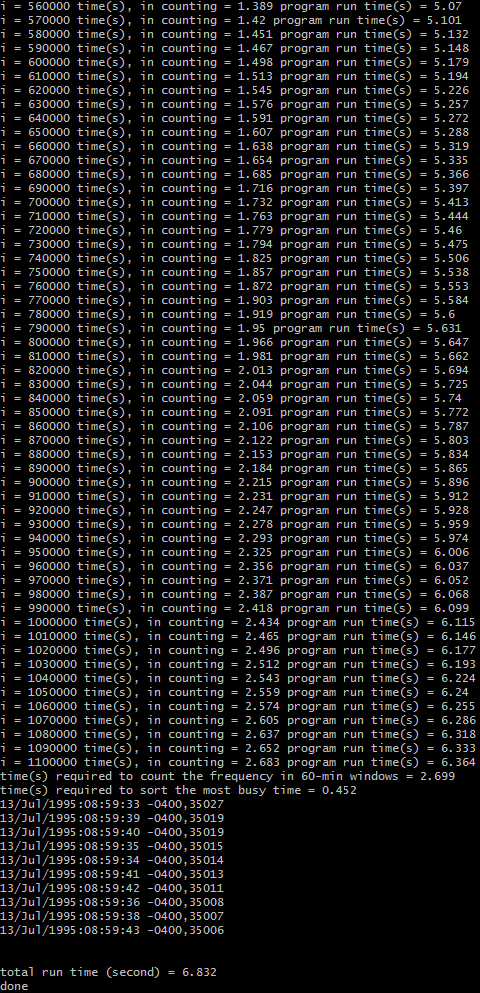 i = 560000 time(s), in counting = 1.389 program run time(s) = 5.07
i = 570000 time(s), in counting = 1.42 program run time(s) = 5.101
i = 580000 time(s), in counting = 1.451 program run time(s) = 5.132
i = 590000 time(s), in counting = 1.467 program run time(s) = 5.148
i = 600000 time(s), in counting = 1.498 program run time(s) = 5.179
i = 610000 time(s), in counting = 1.513 program run time(s) = 5.194
i = 620000 time(s), in counting = 1.545 program run time(s) = 5.226
i = 630000 time(s), in counting = 1.576 program run time(s) = 5.257
i = 640000 time(s), in counting = 1.591 program run time(s) = 5.272
i = 650000 time(s), in counting = 1.607 program run time(s) = 5.288
i = 660000 time(s), in counting = 1.638 program run time(s) = 5.319
i = 670000 time(s), in counting = 1.654 program run time(s) = 5.335
i = 680000 time(s), in counting = 1.685 program run time(s) = 5.366
i = 690000 time(s), in counting = 1.716 program run time(s) = 5.397
i = 700000 time(s), in counting = 1.732 program run time(s) = 5.413
i = 710000 time(s), in counting = 1.763 program run time(s) = 5.444
i = 720000 time(s), in counting = 1.779 program run time(s) = 5.46
i = 730000 time(s), in counting = 1.794 program run time(s) = 5.475
i = 740000 time(s), in counting = 1.825 program run time(s) = 5.506
i = 750000 time(s), in counting = 1.857 program run time(s) = 5.538
i = 760000 time(s), in counting = 1.872 program run time(s) = 5.553
i = 770000 time(s), in counting = 1.903 program run time(s) = 5.584
i = 780000 time(s), in counting = 1.919 program run time(s) = 5.6
i = 790000 time(s), in counting = 1.95 program run time(s) = 5.631
i = 800000 time(s), in counting = 1.966 program run time(s) = 5.647
i = 810000 time(s), in counting = 1.981 program run time(s) = 5.662
i = 820000 time(s), in counting = 2.013 program run time(s) = 5.694
i = 830000 time(s), in counting = 2.044 program run time(s) = 5.725
i = 840000 time(s), in counting = 2.059 program run time(s) = 5.74
i = 850000 time(s), in counting = 2.091 program run time(s) = 5.772
i = 860000 time(s), in counting = 2.106 program run time(s) = 5.787
i = 870000 time(s), in counting = 2.122 program run time(s) = 5.803
i = 880000 time(s), in counting = 2.153 program run time(s) = 5.834
i = 890000 time(s), in counting = 2.184 program run time(s) = 5.865
i = 900000 time(s), in counting = 2.215 program run time(s) = 5.896
i = 910000 time(s), in counting = 2.231 program run time(s) = 5.912
i = 920000 time(s), in counting = 2.247 program run time(s) = 5.928
i = 930000 time(s), in counting = 2.278 program run time(s) = 5.959
i = 940000 time(s), in counting = 2.293 program run time(s) = 5.974
i = 950000 time(s), in counting = 2.325 program run time(s) = 6.006
i = 960000 time(s), in counting = 2.356 program run time(s) = 6.037
i = 970000 time(s), in counting = 2.371 program run time(s) = 6.052
i = 980000 time(s), in counting = 2.387 program run time(s) = 6.068
i = 990000 time(s), in counting = 2.418 program run time(s) = 6.099
i = 1000000 time(s), in counting = 2.434 program run time(s) = 6.115
i = 1010000 time(s), in counting = 2.465 program run time(s) = 6.146
i = 1020000 time(s), in counting = 2.496 program run time(s) = 6.177
i = 1030000 time(s), in counting = 2.512 program run time(s) = 6.193
i = 1040000 time(s), in counting = 2.543 program run time(s) = 6.224
i = 1050000 time(s), in counting = 2.559 program run time(s) = 6.24
i = 1060000 time(s), in counting = 2.574 program run time(s) = 6.255
i = 1070000 time(s), in counting = 2.605 program run time(s) = 6.286
i = 1080000 time(s), in counting = 2.637 program run time(s) = 6.318
i = 1090000 time(s), in counting = 2.652 program run time(s) = 6.333
i = 1100000 time(s), in counting = 2.683 program run time(s) = 6.364
time(s) required to count the frequency in 60-min windows = 2.699
time(s) required to sort the most busy time = 0.452
13/Jul/1995:08:59:33 -0400,35027
13/Jul/1995:08:59:39 -0400,35019
13/Jul/1995:08:59:40 -0400,35019
13/Jul/1995:08:59:35 -0400,35015
13/Jul/1995:08:59:34 -0400,35014
13/Jul/1995:08:59:41 -0400,35013
13/Jul/1995:08:59:42 -0400,35011
13/Jul/1995:08:59:36 -0400,35008
13/Jul/1995:08:59:38 -0400,35007
13/Jul/1995:08:59:43 -0400,35006
total run time (second) = 6.832
done